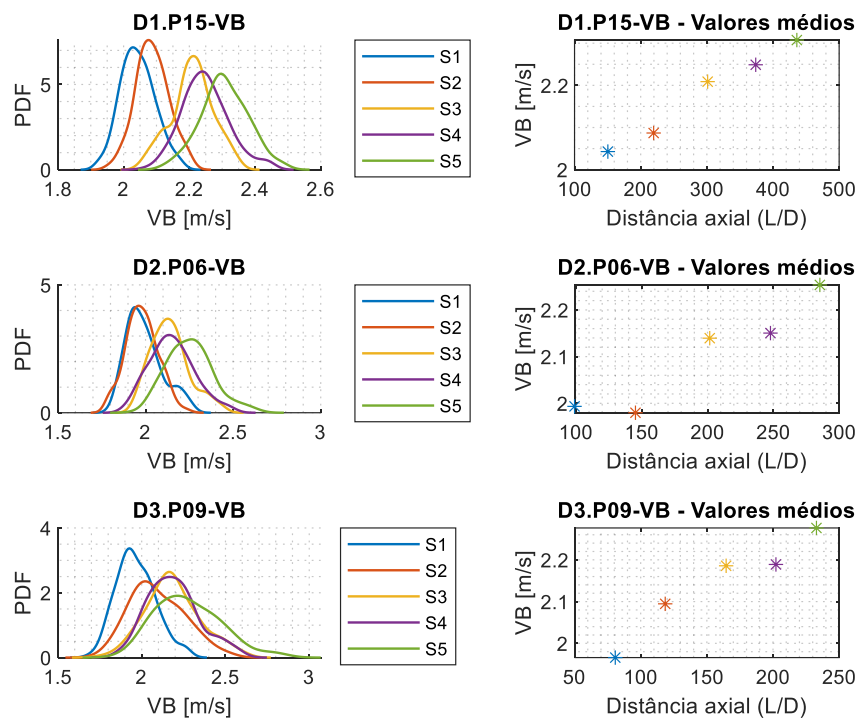 D1.P15-VB
PDF
5
0
1.8
2
2.2
2.4
2.6
VB [m/s]
S1
S2
S3
S4
S5
D1.P15-VB - Valores médios
VB [m/s]
2.2
2
100
200
300
400
500
Distância axial (L/D)
D2.P06-VB
PDF
5
0
1.5
2
2.5
3
VB [m/s]
S1
S2
S3
S4
S5
D2.P06-VB - Valores médios
VB [m/s]
2.2
2.1
2
100
150
200
250
300
Distância axial (L/D)
D3.P09-VB
PDF
4
2
0
1.5
2
2.5
3
VB [m/s]
S1
S2
S3
S4
S5
D3.P09-VB - Valores médios
VB [m/s]
2.2
2.1
2
50
100
150
200
250
Distância axial (L/D)